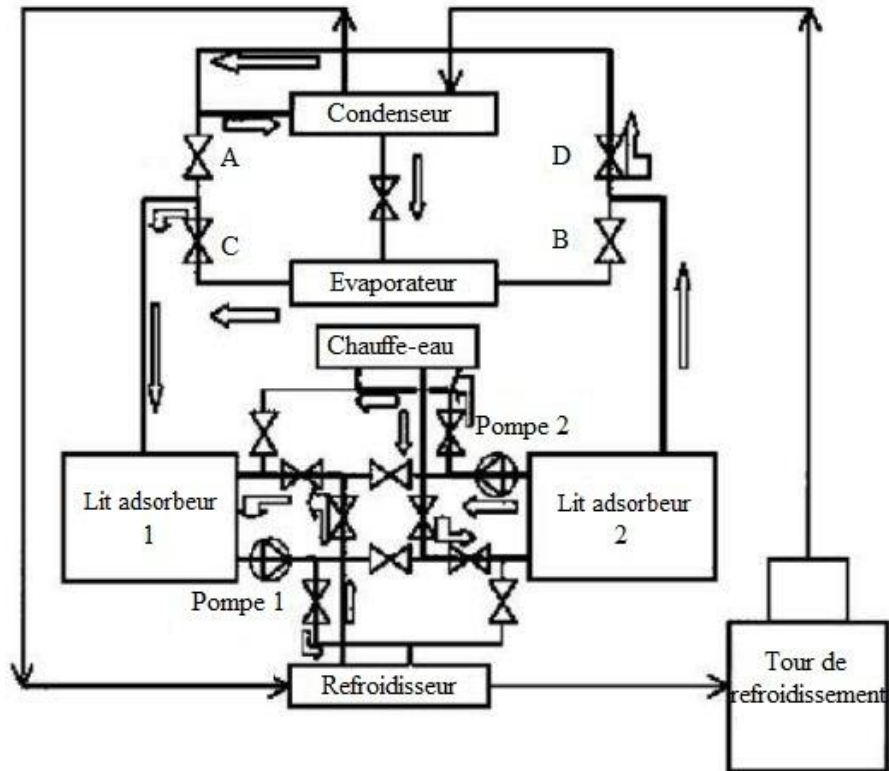 Condenseur
A
D
C
B
Evaporateur
Chauffe-eau
Pompe 2
Lit adsorbeur
1
Lit adsorbeur
2
Pompe 1
Refroidisseur
Tour de
refroidissement